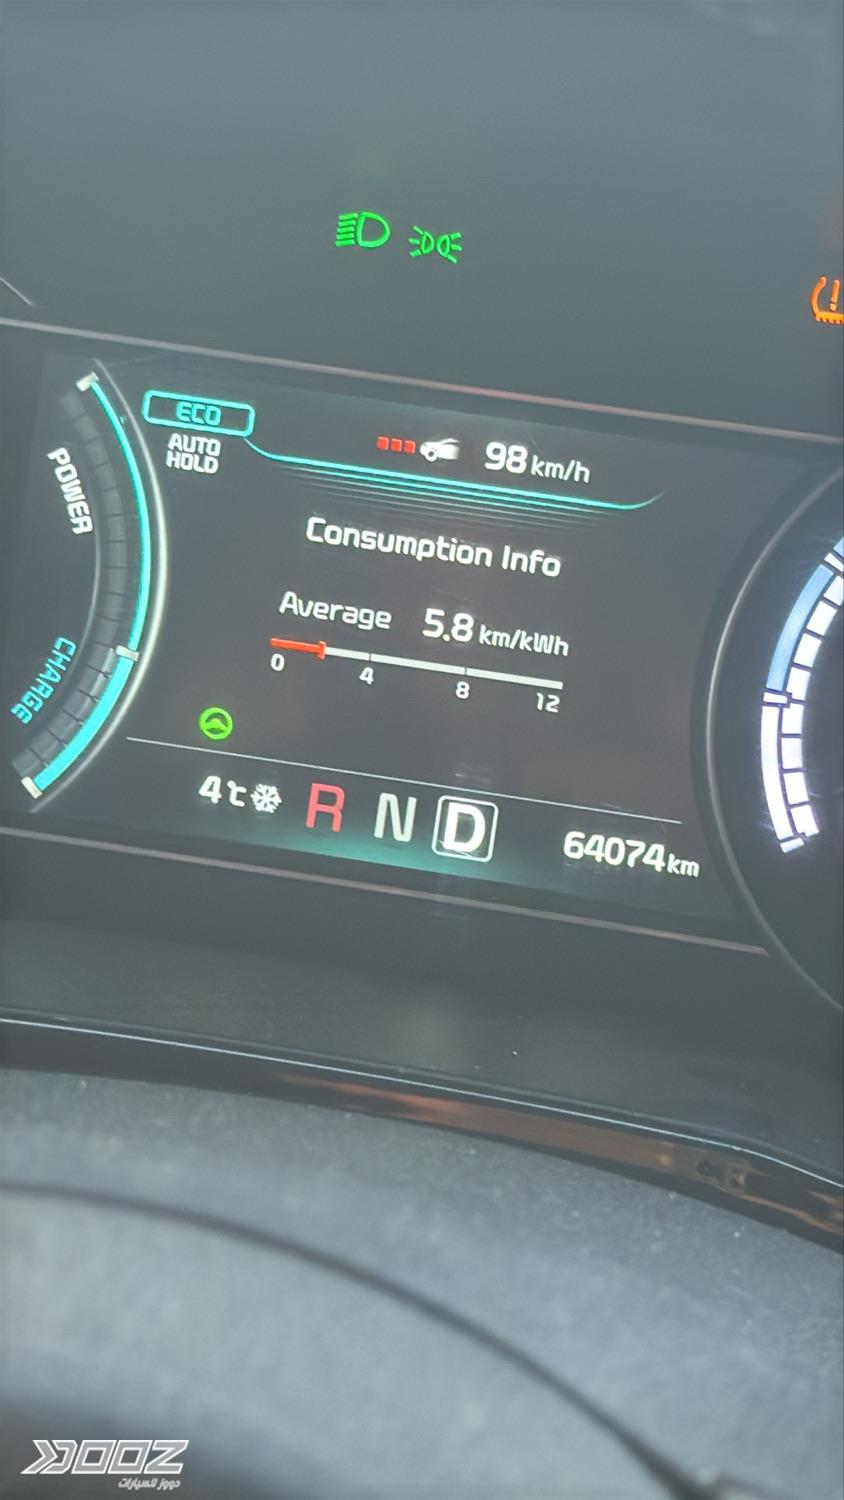 ECO
AUTO HOLD
98 km/h
POWER
CHARGE
Consumption Info
Average 5.8 km/kWh
0 4 8 12
4°C R N D 64074 km
DOOZ
دووز للسيارات